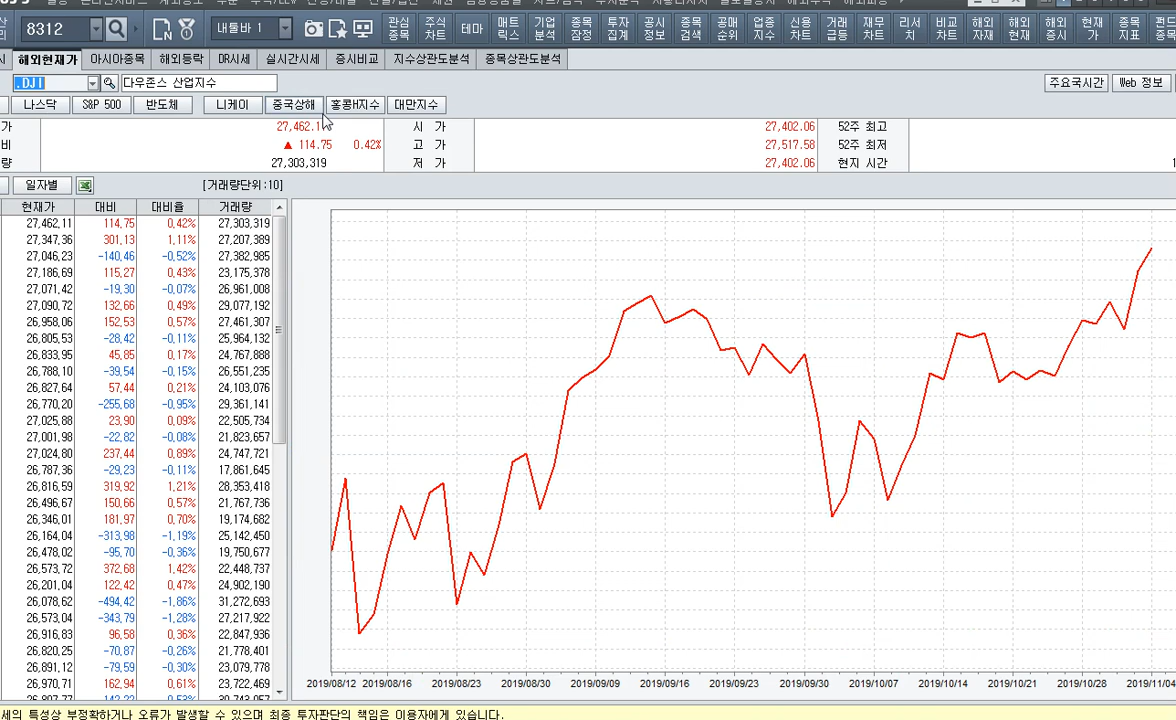 8312 내툴바 1 관심 종목 주식 차트 테마 매트 릭스 기업 분석 종목 잠정 투자 집계 공시 정보 종목 검색 공매 순위 업종 지수 신용 차트 거래 급등 재무 차트 리서 치 비교 차트 해외 자재 해외 현재 해외 증시 현재 가 종목 지표 펀드 종목
해외현재가 아시아종목 해외등락 DR시세 실시간시세 증시비교 지수상관도분석 종목상관도분석
.DJI 다우존스 산업지수 주요국시간 Web 정보
나스닥 S&P 500 반도체 니케이 중국상해 홍콩H지수 대만지수
가 27,462.1 시 가 27,402.06 52주 최고
비 ▲ 114.75 0.42% 고 가 27,517.58 52주 최저
량 27,303,319 저 가 27,402.06 현지 시간
일자별 [거래량단위:10]
현재가 대비 대비율 거래량
27,462.11 114.75 0.42% 27,303,319
27,347.36 301.13 1.11% 27,207,389
27,046.23 -140.46 -0.52% 27,382,985
27,186.69 115.27 0.43% 23,175,378
27,071.42 -19.30 -0.07% 26,961,008
27,090.72 132.66 0.49% 29,077,192
26,958.06 152.53 0.57% 27,461,307
26,805.53 -28.42 -0.11% 25,964,132
26,833.95 45.85 0.17% 24,767,888
26,788.10 -39.54 -0.15% 26,551,235
26,827.64 57.44 0.21% 24,103,076
26,770.20 -255.68 -0.95% 29,361,141
27,025.88 23.90 0.09% 22,505,734
27,001.98 -22.82 -0.08% 21,823,657
27,024.80 237.44 0.89% 24,747,721
26,787.36 -29.23 -0.11% 17,861,645
26,816.59 319.92 1.21% 28,353,418
26,496.67 150.66 0.57% 21,767,736
26,346.01 181.97 0.70% 19,174,682
26,164.04 -313.98 -1.19% 25,142,450
26,478.02 -95.70 -0.36% 19,750,677
26,573.72 372.68 1.42% 22,448,737
26,201.04 122.42 0.47% 24,902,190
26,078.62 -494.42 -1.86% 31,272,693
26,573.04 -343.79 -1.28% 27,217,922
26,916.83 96.58 0.36% 22,847,936
26,820.25 -70.87 -0.26% 21,778,401
26,891.12 -79.59 -0.30% 23,079,778
26,970.71 162.94 0.61% 23,722,469
2019/08/12 2019/08/16 2019/08/23 2019/08/30 2019/09/09 2019/09/16 2019/09/23 2019/09/30 2019/10/07 2019/10/14 2019/10/21 2019/10/28 2019/11/04
세의 특성상 부정확하거나 오류가 발생할 수 있으며 최종 투자판단의 책임은 이용자에게 있습니다.